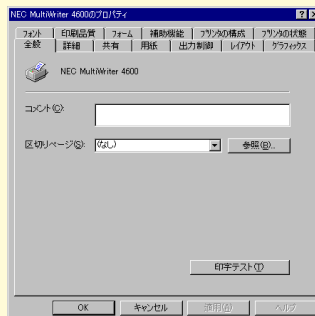 NEC MultiWriter 4600のプロパティ
フォント 印刷品質 フォーム 補助機能 プリンタの構成 プリンタの状態
全般 詳細 共有 用紙 出力制御 レイアウト グラフィックス
NEC MultiWriter 4600
コメント(C):
区切りページ(S): (なし) 参照(B)...
印字テスト(T)
OK キャンセル 適用(A) ヘルプ